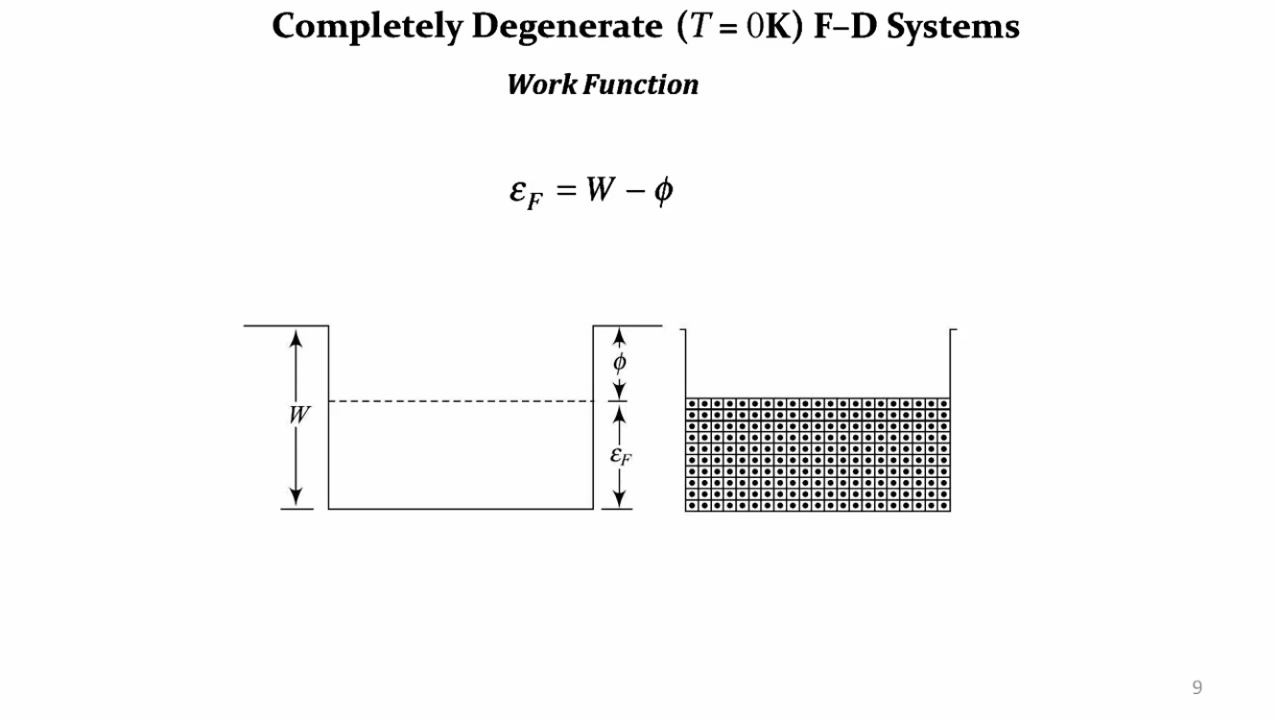 Completely Degenerate (T = 0K) F–D Systems
Work Function
ε_F = W − ϕ
ϕ
W
ε_F
9